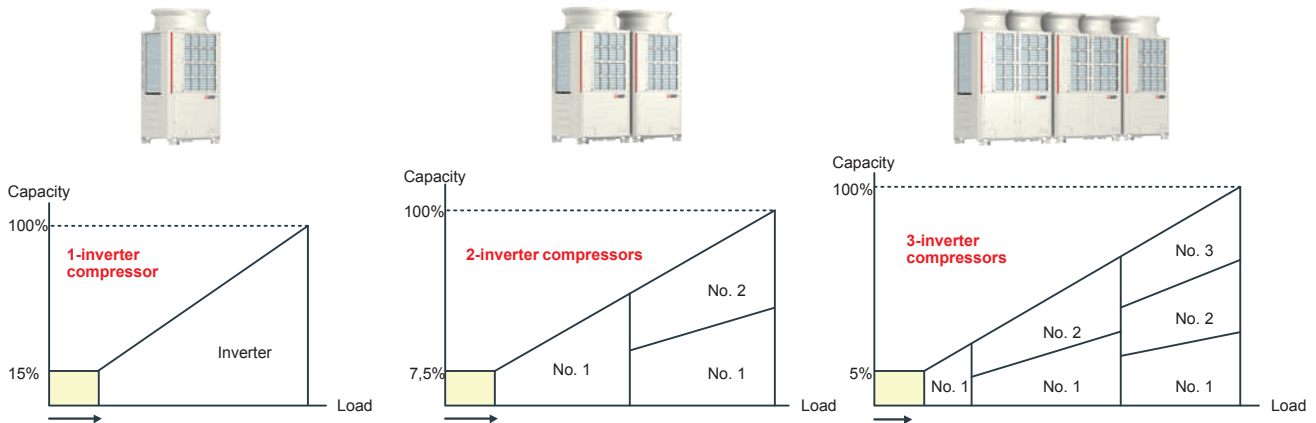 Capacity
100%
1-inverter
compressor
Inverter
15%
Load
Capacity
100%
2-inverter compressors
No. 2
No. 1
No. 1
7,5%
Load
Capacity
100%
3-inverter
compressors
No. 3
No. 2
No. 2
No. 1
No. 1
No. 1
5%
Load